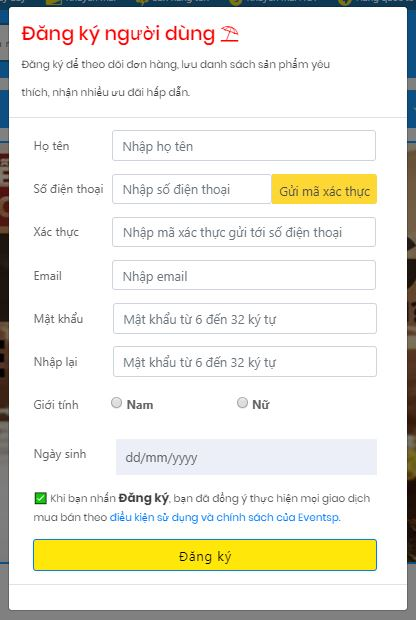 Đăng ký người dùng
Đăng ký để theo dõi đơn hàng, lưu danh sách sản phẩm yêu
thích, nhận nhiều ưu đãi hấp dẫn.
Họ tên
Nhập họ tên
Số điện thoại
Nhập số điện thoại
Gửi mã xác thực
Xác thực
Nhập mã xác thực gửi tới số điện thoại
Email
Nhập email
Mật khẩu
Mật khẩu từ 6 đến 32 ký tự
Nhập lại
Mật khẩu từ 6 đến 32 ký tự
Giới tính
Nam
Nữ
Ngày sinh
dd/mm/yyyy
Khi bạn nhấn Đăng ký, bạn đã đồng ý thực hiện mọi giao dịch
mua bán theo điều kiện sử dụng và chính sách của Eventsp.
Đăng ký